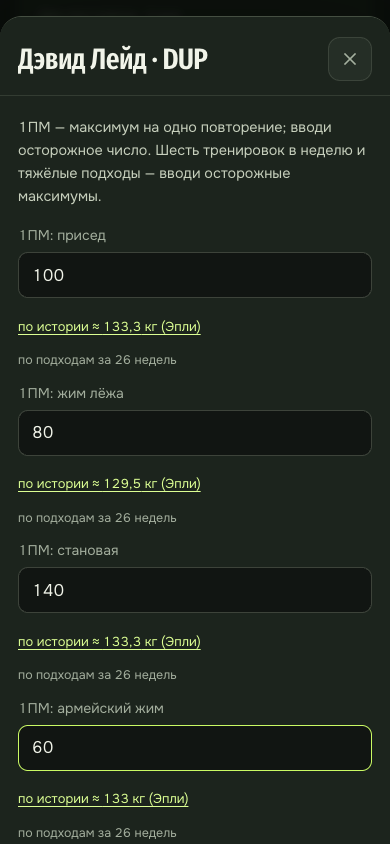 Дэвид Лейд · DUP
1ПМ — максимум на одно повторение; вводи
осторожное число. Шесть тренировок в неделю и
тяжёлые подходы — вводи осторожные
максимумы.
1ПМ: присед
100
по истории ≈ 133,3 кг (Эпли)
по подходам за 26 недель
1ПМ: жим лёжа
80
по истории ≈ 129,5 кг (Эпли)
по подходам за 26 недель
1ПМ: становая
140
по истории ≈ 133,3 кг (Эпли)
по подходам за 26 недель
1ПМ: армейский жим
60
по истории ≈ 133 кг (Эпли)
по подходам за 26 недель